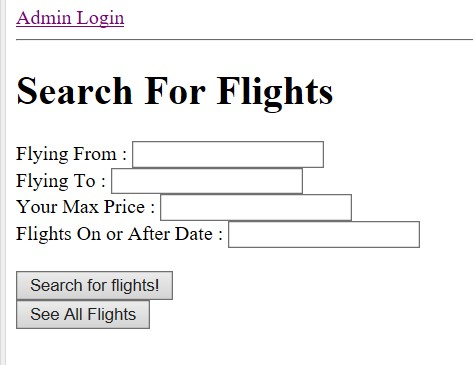 Admin Login
Search For Flights
Flying From :
Flying To :
Your Max Price :
Flights On or After Date :
Search for flights!
See All Flights